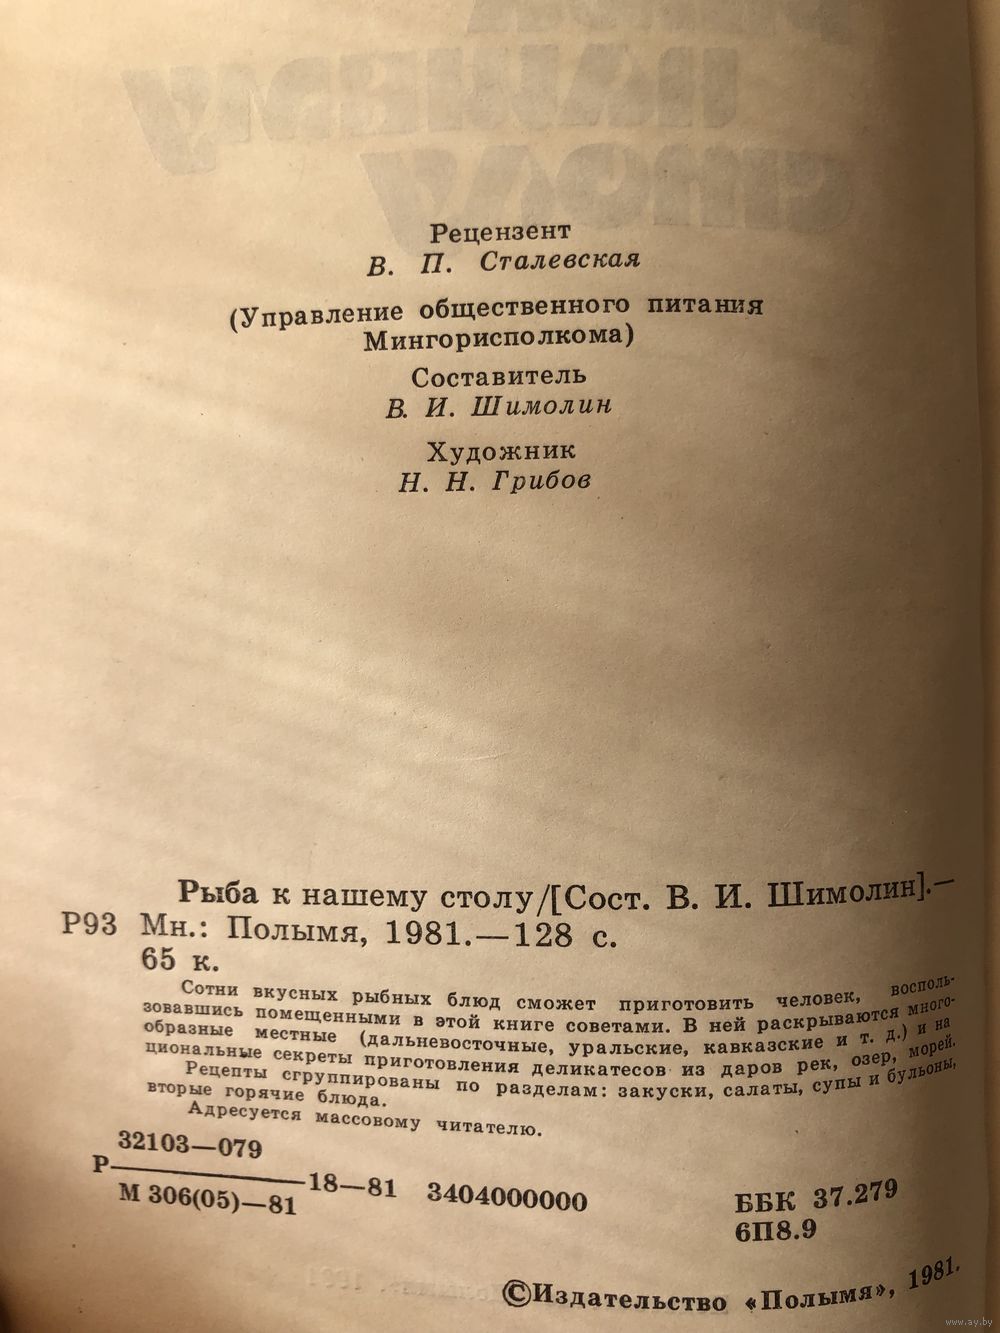 Рецензент
В. П. Сталевская
(Управление общественного питания
Мингорисполкома)
Составитель
В. И. Шимолин
Художник
Н. Н. Грибов
Рыба к нашему столу/[Сост. В. И. Шимолин].—
Р93 Мн.: Полымя, 1981.—128 с.
65 к.
Сотни вкусных рыбных блюд сможет приготовить человек, восполь-
зовавшись помещенными в этой книге советами. В ней раскрываются много-
образные местные (дальневосточные, уральские, кавказские и т. д.) и на
циональные секреты приготовления деликатесов из даров рек, озер, морей.
Рецепты сгруппированы по разделам: закуски, салаты, супы и бульоны,
вторые горячие блюда.
Адресуется массовому читателю.
32103—079
Р—18—81 3404000000
М 306(05)—81
ББК 37.279
6П8.9
©Издательство «Полымя», 1981.
www.ay.by